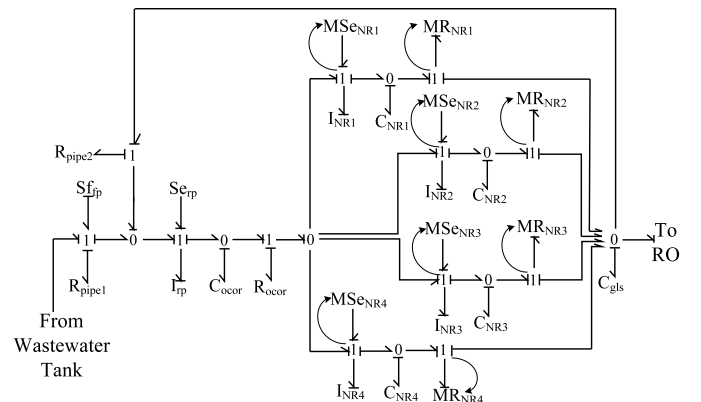 MSe_NR1 MR_NR1
1 0 1
I_NR1 C_NR1
MSe_NR2 MR_NR2
R_pipe2 1
1 0 1
I_NR2 C_NR2
Sf_fp Se_rp
1 0 1 0 1 0
R_pipe1 I_rp C_ocor R_ocor
MSe_NR3 MR_NR3
0 To
RO
C_gls
1 0 1
I_NR3 C_NR3
From
Wastewater
Tank
MSe_NR4
1 0 1
I_NR4 C_NR4 MR_NR4